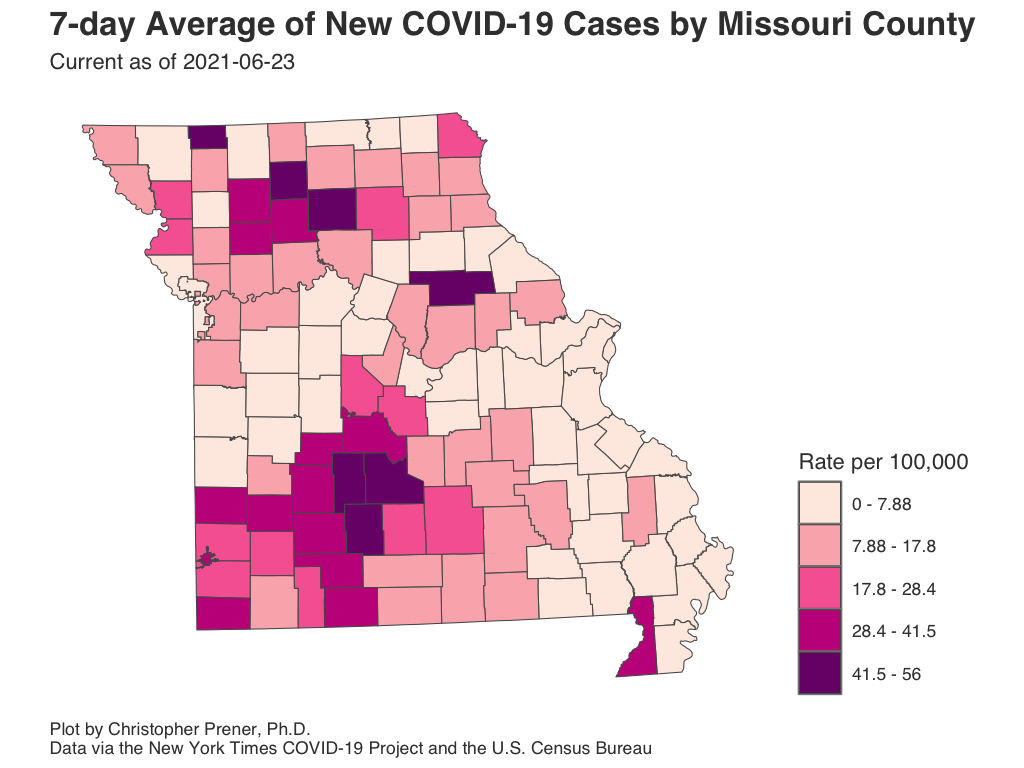 7-day Average of New COVID-19 Cases by Missouri County
Current as of 2021-06-23
Rate per 100,000
0 - 7.88
7.88 - 17.8
17.8 - 28.4
28.4 - 41.5
41.5 - 56
Plot by Christopher Prener, Ph.D.
Data via the New York Times COVID-19 Project and the U.S. Census Bureau